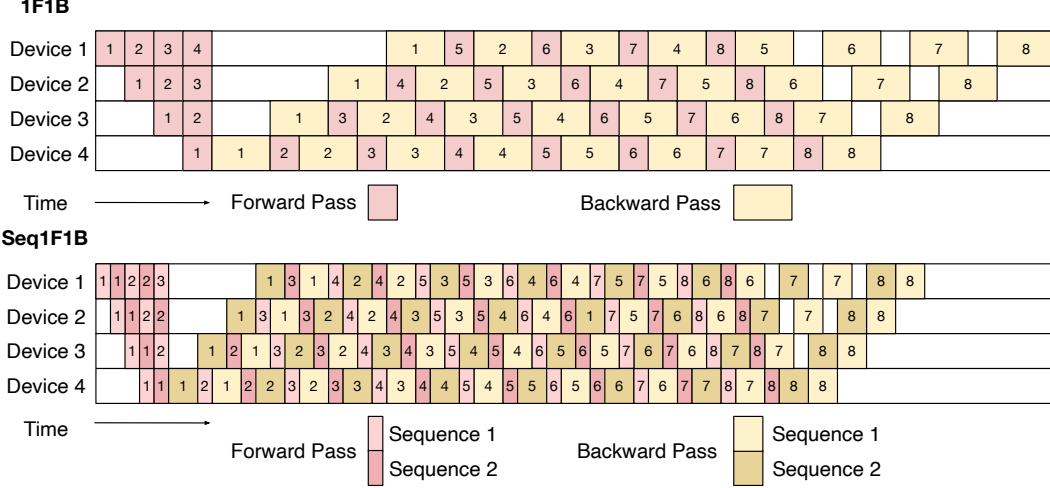 1F1B
Device 1 1 2 3 4 1 5 2 6 3 7 4 8 5 6 7 8
Device 2 1 2 3 1 4 2 5 3 6 4 7 5 8 6 7 8
Device 3 1 2 1 3 2 4 3 5 4 6 5 7 6 8 7 8
Device 4 1 1 2 2 3 3 4 4 5 5 6 6 7 7 8 8
Time Forward Pass Backward Pass
Seq1F1B
Device 1 1 1 2 2 3 1 3 1 4 2 4 2 5 3 5 3 6 4 6 4 7 5 7 5 8 6 8 6 7 7 8 8
Device 2 1 1 2 2 1 3 1 3 2 4 2 4 3 5 3 5 4 6 4 6 1 7 5 7 6 8 6 8 7 7 8 8
Device 3 1 1 2 1 2 1 3 2 3 2 4 3 4 3 5 4 5 4 6 5 6 5 7 6 7 6 8 7 8 7 8 8
Device 4 1 1 1 2 1 2 2 3 2 3 3 4 3 4 4 5 4 5 5 6 5 6 6 7 6 7 7 8 7 8 8 8
Time
Forward Pass
Sequence 1
Sequence 2
Backward Pass
Sequence 1
Sequence 2